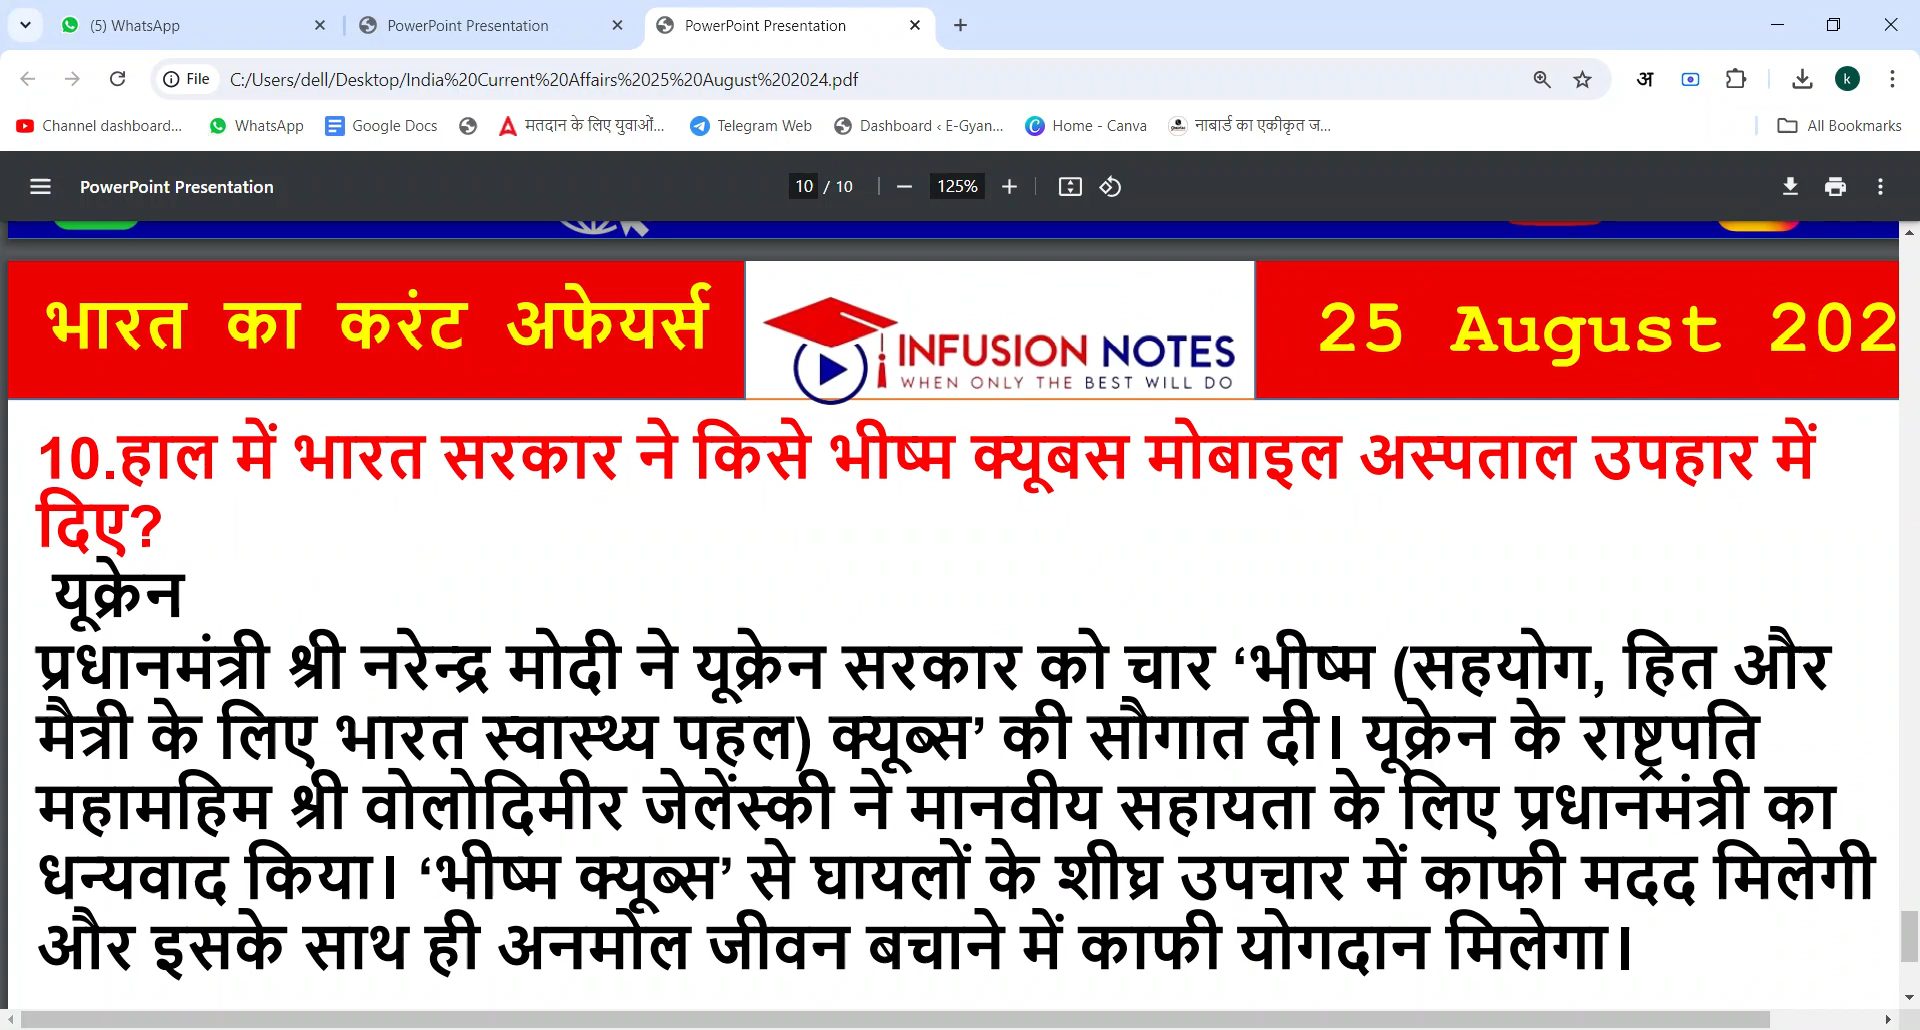 (5) WhatsApp
PowerPoint Presentation
PowerPoint Presentation
File
C:/Users/dell/Desktop/India%20Current%20Affairs%2025%20August%202024.pdf
अ
k
Channel dashboard...
WhatsApp
Google Docs
मतदान के लिए युवाओं...
Telegram Web
Dashboard ‹ E-Gyan...
Home - Canva
नाबार्ड का एकीकृत ज...
All Bookmarks
PowerPoint Presentation
10 / 10
125%
भारत का करंट अफेयर्स
INFUSION NOTES
WHEN ONLY THE BEST WILL DO
25 August 202
10.हाल में भारत सरकार ने किसे भीष्म क्यूबस मोबाइल अस्पताल उपहार में
दिए?
यूक्रेन
प्रधानमंत्री श्री नरेन्द्र मोदी ने यूक्रेन सरकार को चार ‘भीष्म (सहयोग, हित और
मैत्री के लिए भारत स्वास्थ्य पहल) क्यूब्स’ की सौगात दी। यूक्रेन के राष्ट्रपति
महामहिम श्री वोलोदिमीर जेलेंस्की ने मानवीय सहायता के लिए प्रधानमंत्री का
धन्यवाद किया। ‘भीष्म क्यूब्स’ से घायलों के शीघ्र उपचार में काफी मदद मिलेगी
और इसके साथ ही अनमोल जीवन बचाने में काफी योगदान मिलेगा।